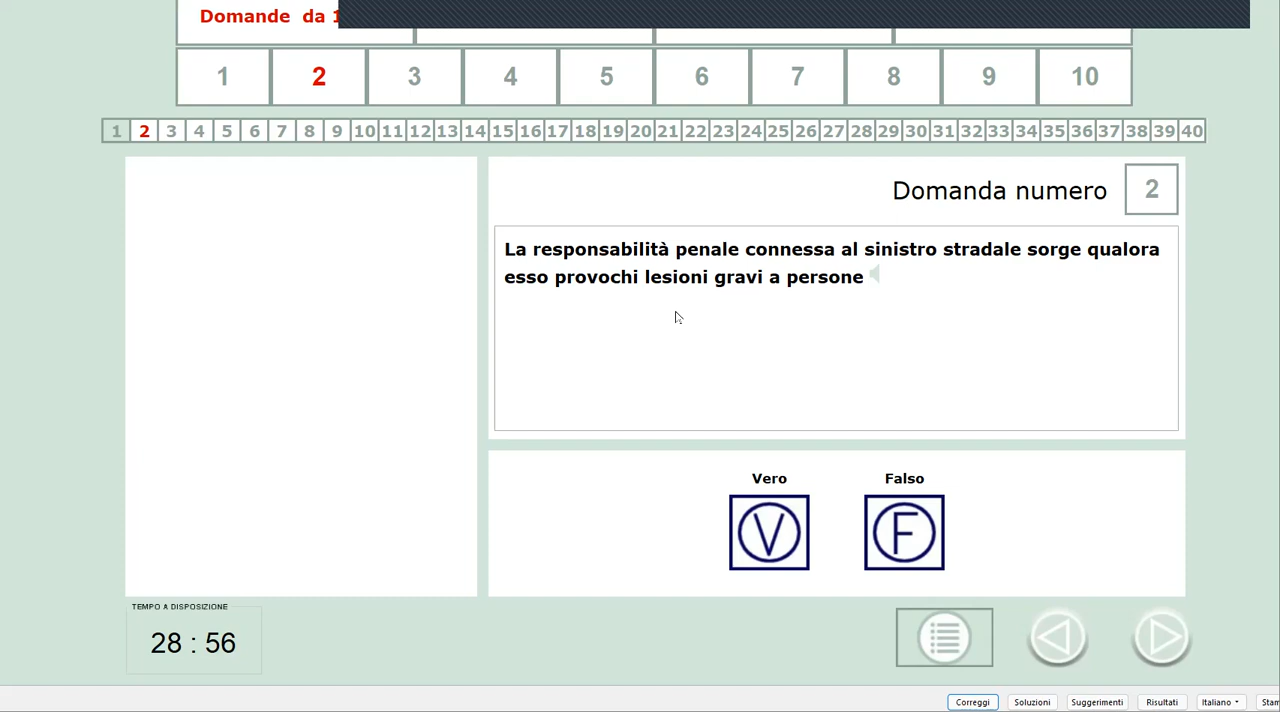 Domande da 1
1 2 3 4 5 6 7 8 9 10
1 2 3 4 5 6 7 8 9 10 11 12 13 14 15 16 17 18 19 20 21 22 23 24 25 26 27 28 29 30 31 32 33 34 35 36 37 38 39 40
Domanda numero 2
La responsabilità penale connessa al sinistro stradale sorge qualora
esso provochi lesioni gravi a persone
Vero Falso
V F
TEMPO A DISPOSIZIONE
28 : 56
Correggi Soluzioni Suggerimenti Risultati Italiano Stam